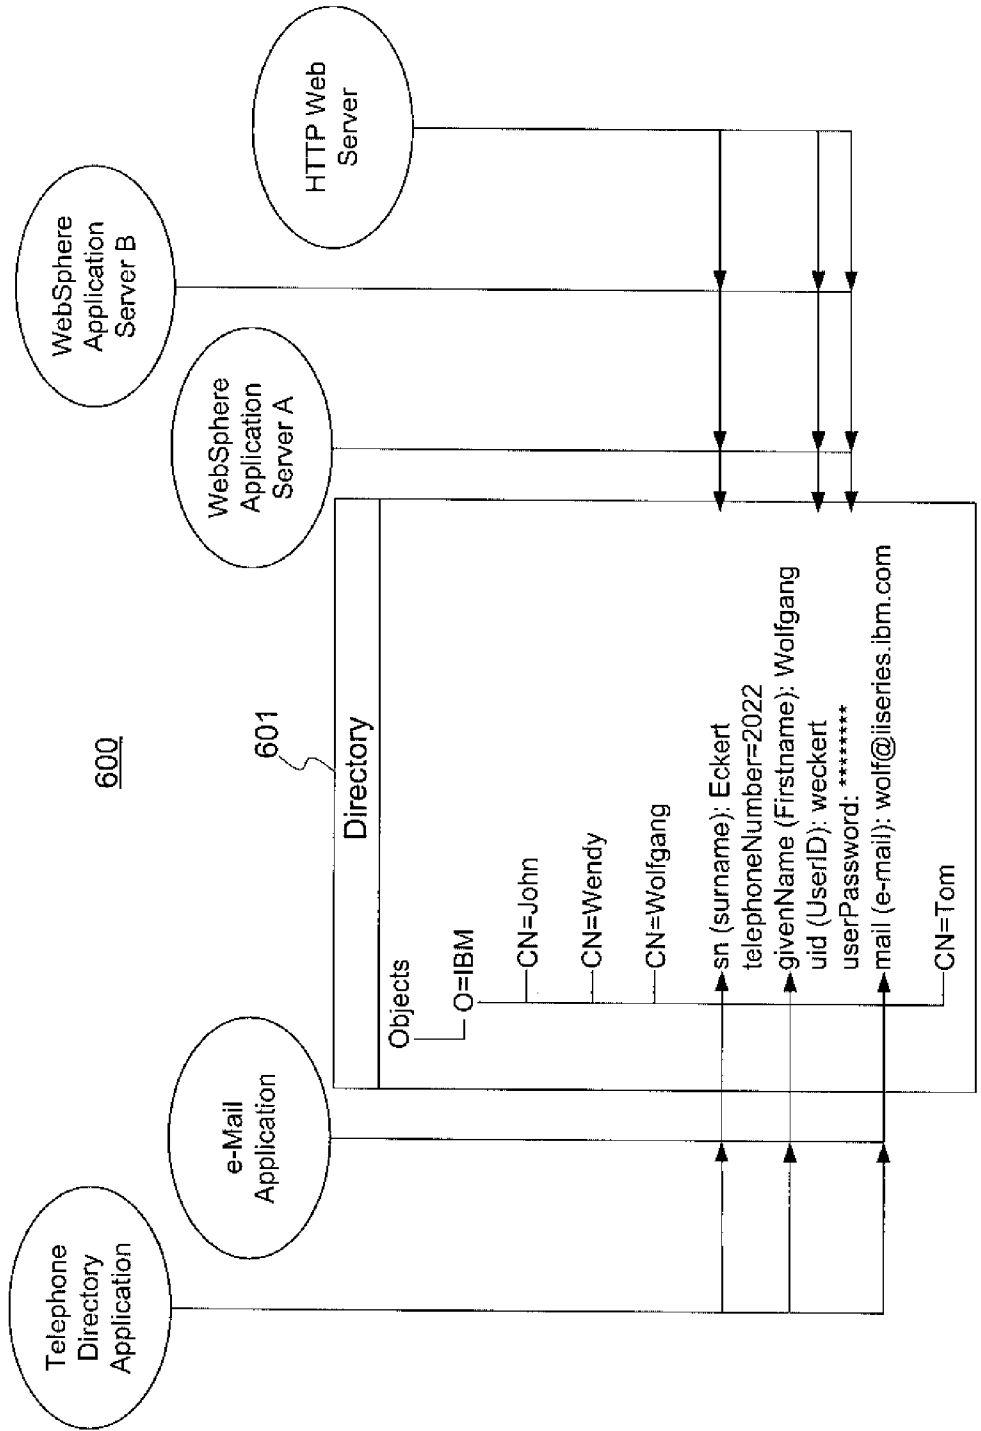 600
Telephone
Directory
Application
e-Mail
Application
WebSphere
Application
Server A
WebSphere
Application
Server B
HTTP Web
Server
601
Directory
Objects
O=IBM
CN=John
CN=Wendy
CN=Wolfgang
sn (surname): Eckert
telephoneNumber=2022
givenName (Firstname): Wolfgang
uid (UserID): weckert
userPassword: ********
mail (e-mail): wolf@iiseries.ibm.com
CN=Tom